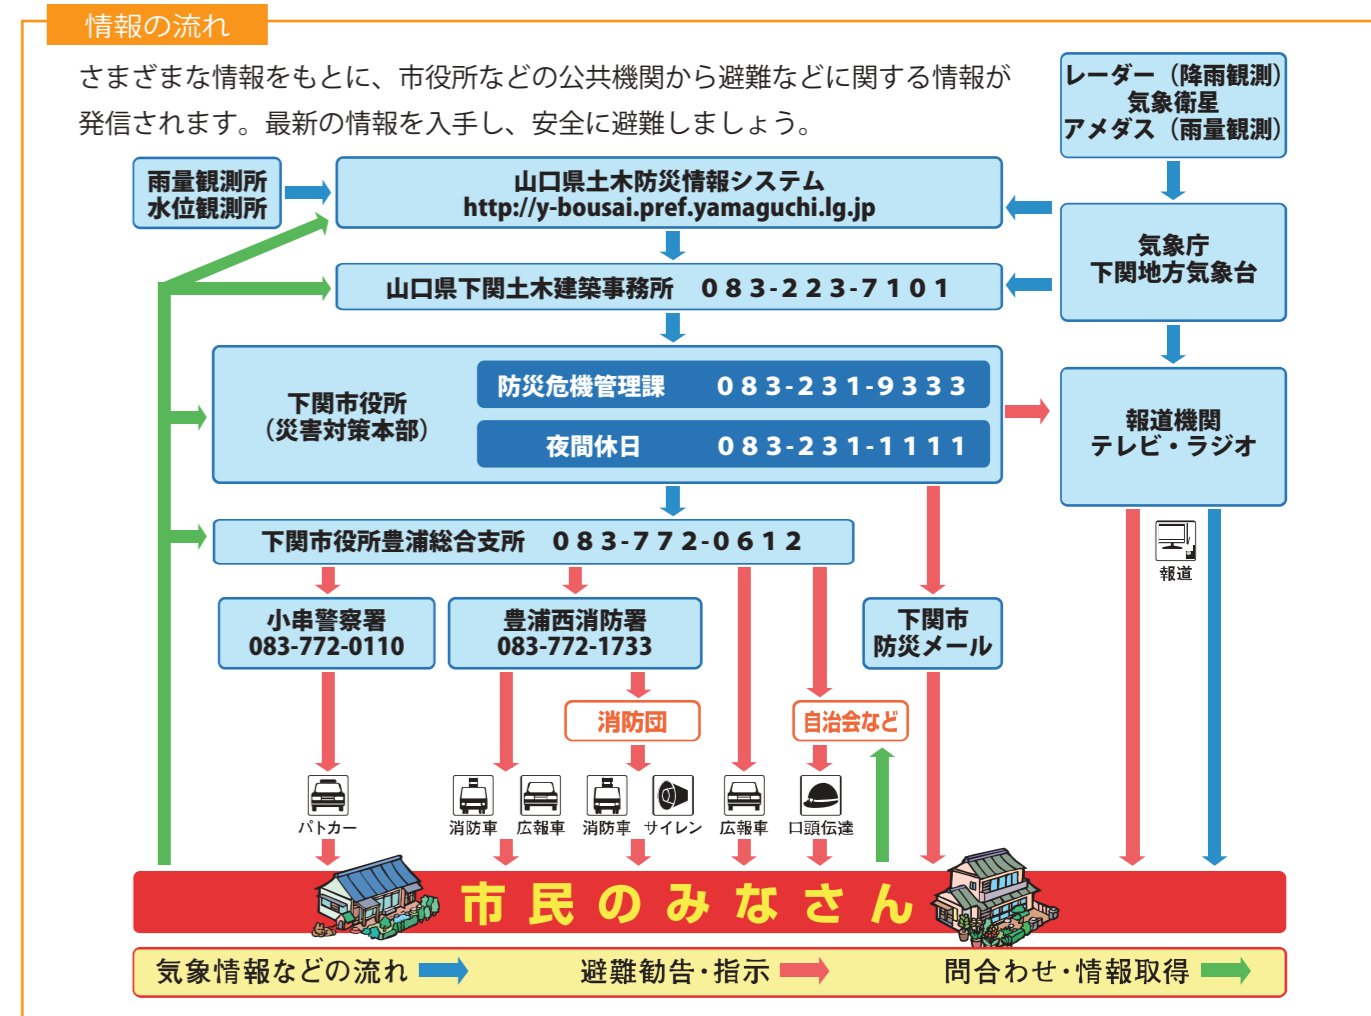 情報の流れ
さまざまな情報をもとに、市役所などの公共機関から避難などに関する情報が
発信されます。最新の情報を入手し、安全に避難しましょう。
レーダー（降雨観測）
気象衛星
アメダス（雨量観測）
雨量観測所
水位観測所
山口県土木防災情報システム
http://y-bousai.pref.yamaguchi.lg.jp
気象庁
下関地方気象台
山口県下関土木建築事務所　083-223-7101
下関市役所
（災害対策本部）
防災危機管理課　083-231-9333
夜間休日　083-231-1111
報道機関
テレビ・ラジオ
下関市役所豊浦総合支所　083-772-0612
報道
小串警察署
083-772-0110
豊浦西消防署
083-772-1733
下関市
防災メール
消防団
自治会など
パトカー
消防車
広報車
消防車
サイレン
広報車
口頭伝達
市民のみなさん
気象情報などの流れ
避難勧告・指示
問合わせ・情報取得